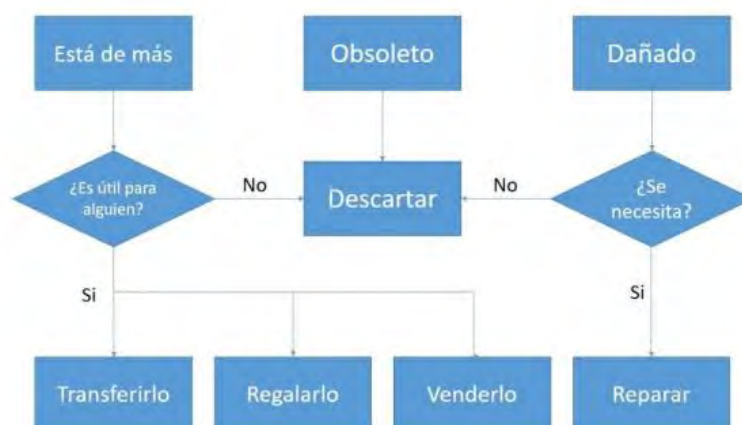 Está de más
Obsoleto
Dañado
¿Es útil para
alguien?
No
Descartar
No
¿Se
necesita?
Si
Si
Transferirlo
Regalarlo
Venderlo
Reparar